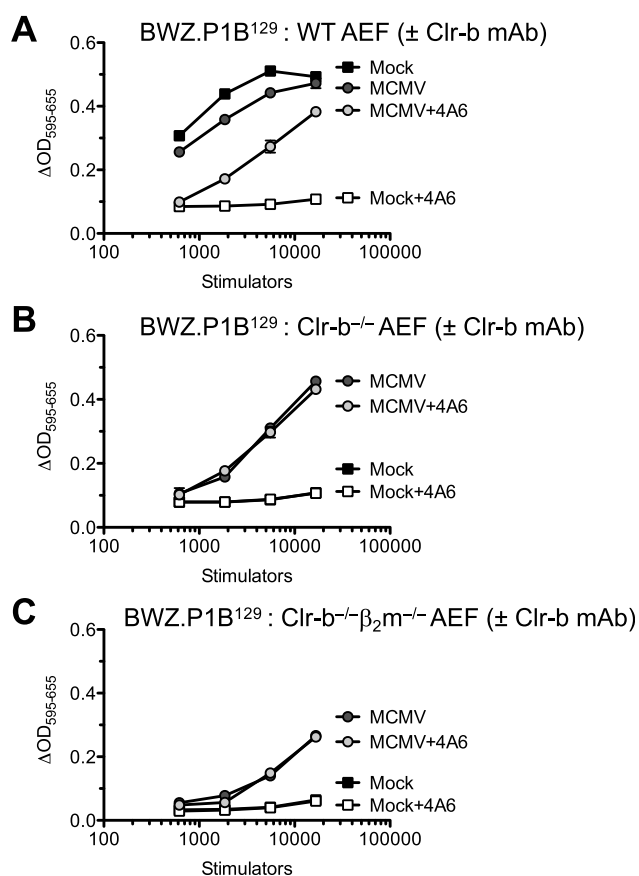 A
BWZ.P1B¹²⁹ : WT AEF (± Clr-b mAb)
0.6
0.4
0.2
0.0
ΔOD₅₉₅₋₆₅₅
Mock
MCMV
MCMV+4A6
Mock+4A6
100 1000 10000 100000
Stimulators
B
BWZ.P1B¹²⁹ : Clr-b⁻/⁻ AEF (± Clr-b mAb)
0.6
0.4
0.2
0.0
ΔOD₅₉₅₋₆₅₅
MCMV
MCMV+4A6
Mock
Mock+4A6
100 1000 10000 100000
Stimulators
C
BWZ.P1B¹²⁹ : Clr-b⁻/⁻β₂m⁻/⁻ AEF (± Clr-b mAb)
0.6
0.4
0.2
0.0
ΔOD₅₉₅₋₆₅₅
MCMV
MCMV+4A6
Mock
Mock+4A6
100 1000 10000 100000
Stimulators